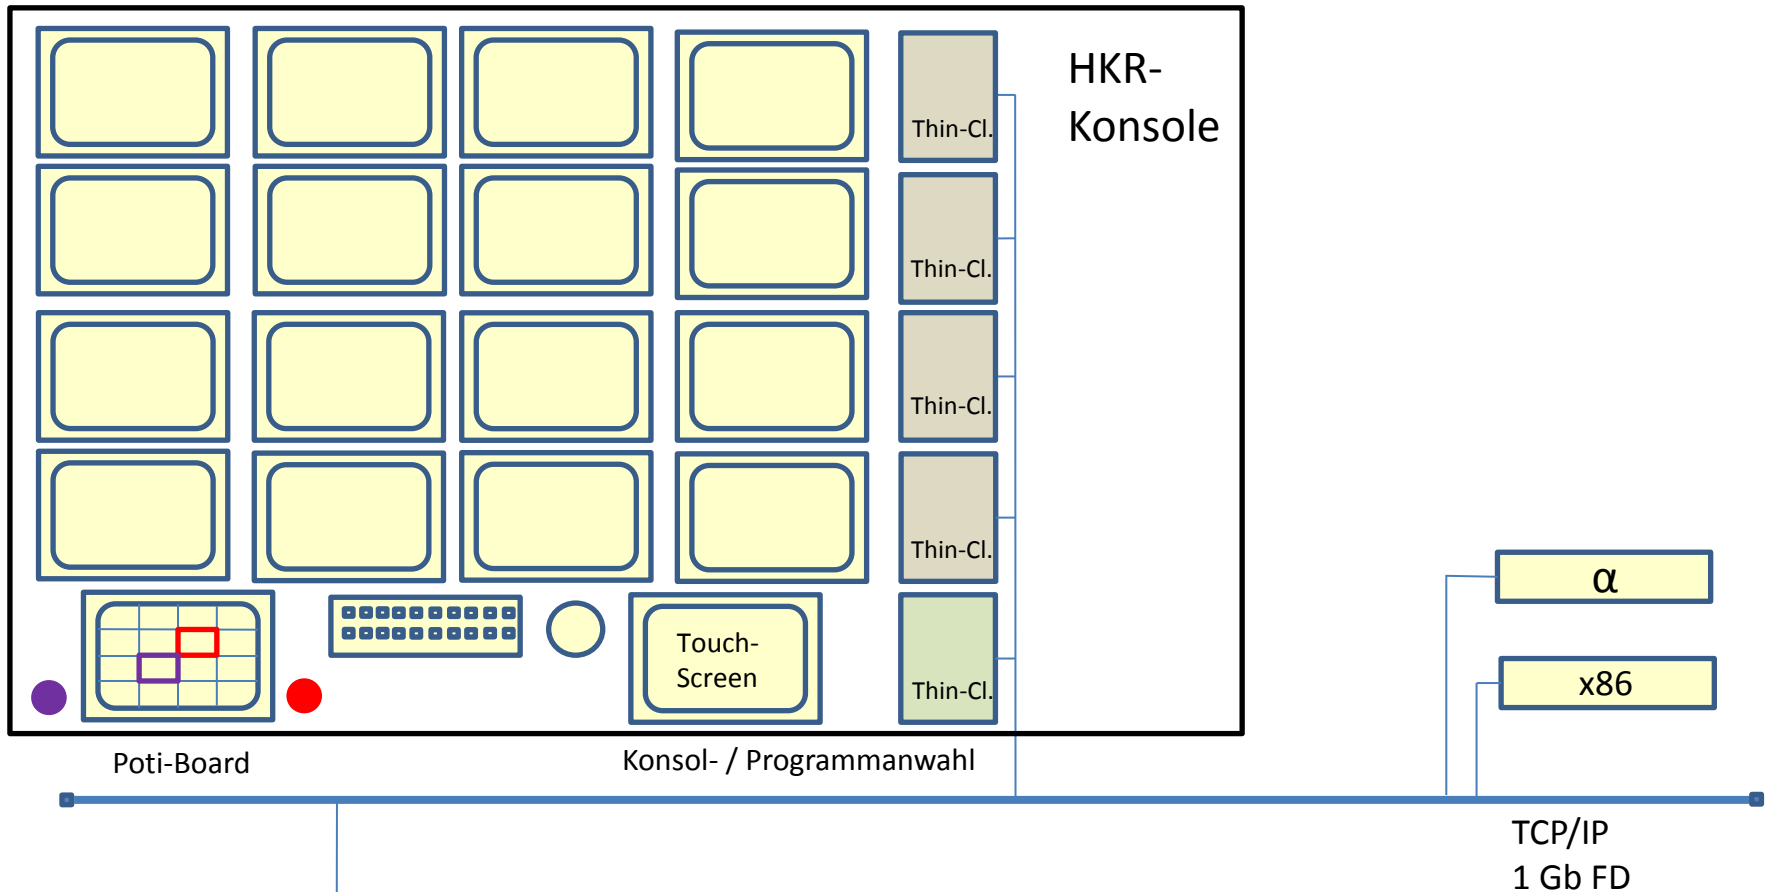 HKR-
Konsole
Thin-Cl.
Thin-Cl.
Thin-Cl.
Thin-Cl.
Touch-
Screen
Thin-Cl.
α
x86
Poti-Board
Konsol- / Programmanwahl
TCP/IP
1 Gb FD